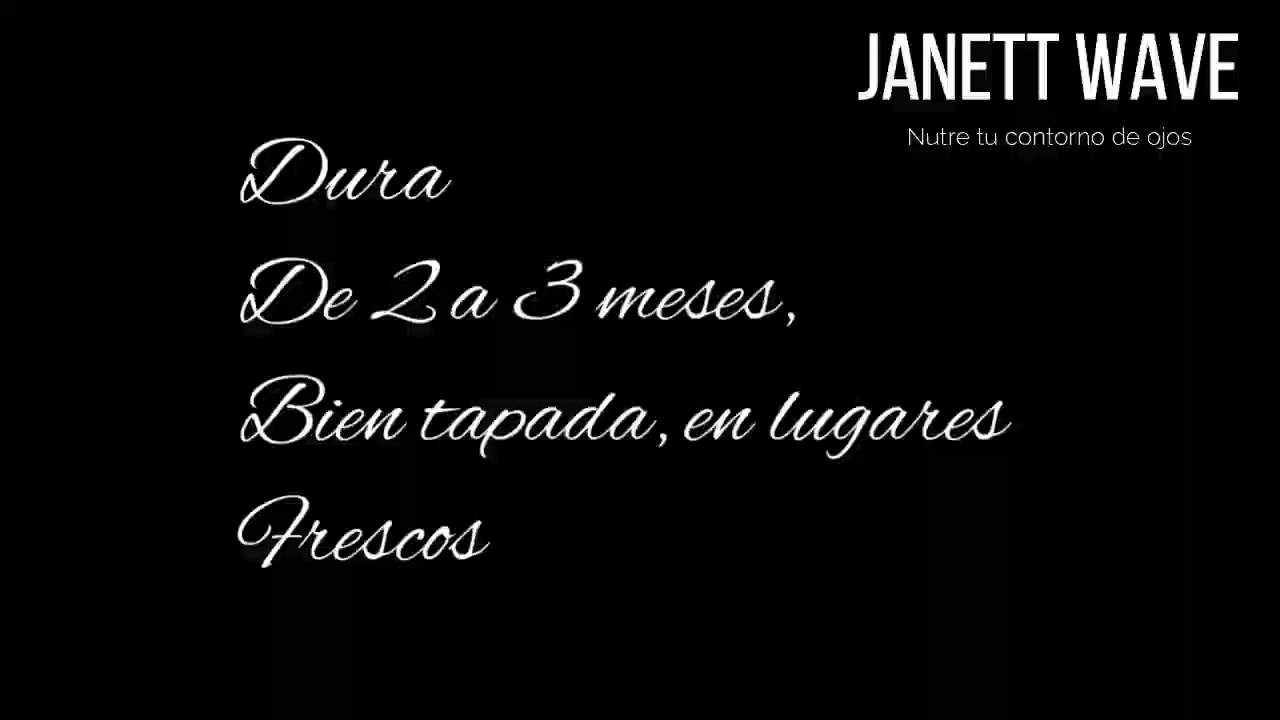 JANETT WAVE
Nutre tu contorno de ojos
Dura
De 2 a 3 meses,
Bien tapada, en lugares
Frescos